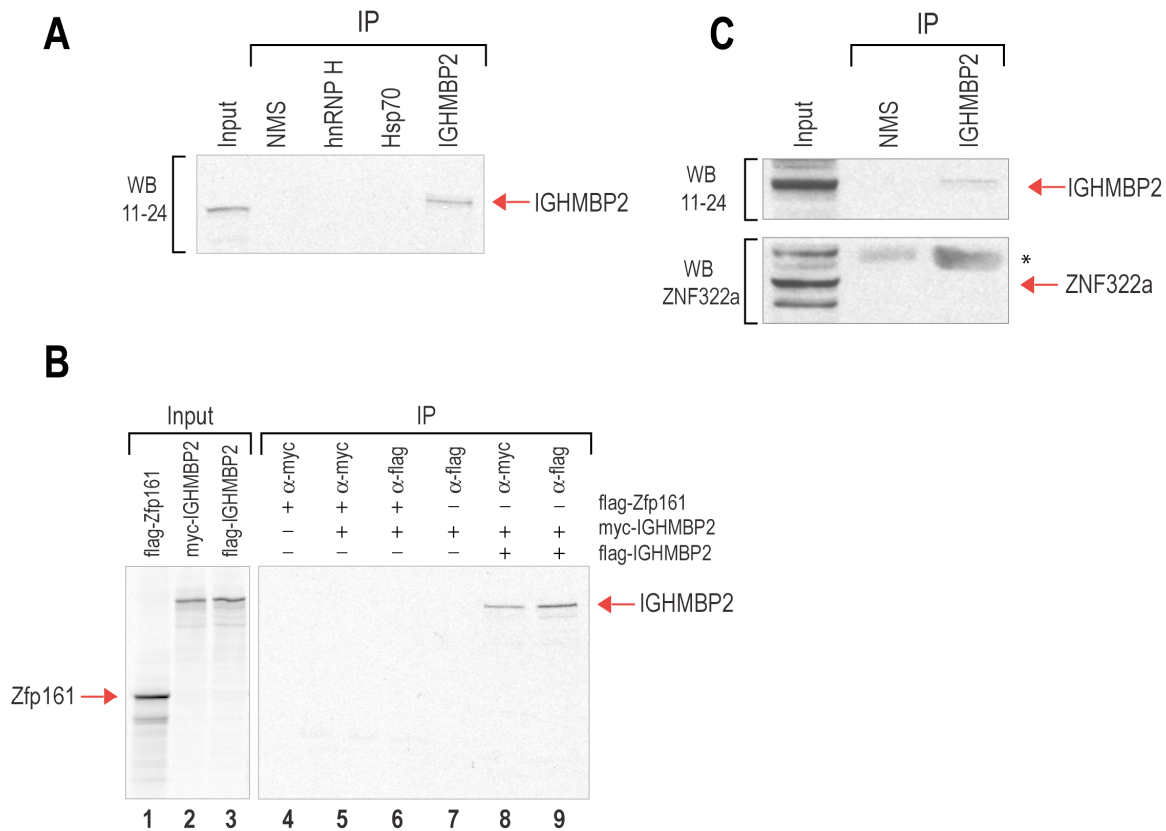 A
IP
Input
NMS
hnRNP H
Hsp70
IGHMBP2
WB
11-24
IGHMBP2
C
IP
Input
NMS
IGHMBP2
WB
11-24
IGHMBP2
WB
ZNF322a
*
ZNF322a
B
Input
IP
flag-Zfp161
myc-IGHMBP2
flag-IGHMBP2
α-myc
α-myc
α-flag
α-flag
α-myc
α-flag
+ + + – – – flag-Zfp161
– + + + + + myc-IGHMBP2
– – – – + + flag-IGHMBP2
IGHMBP2
Zfp161
1 2 3 4 5 6 7 8 9